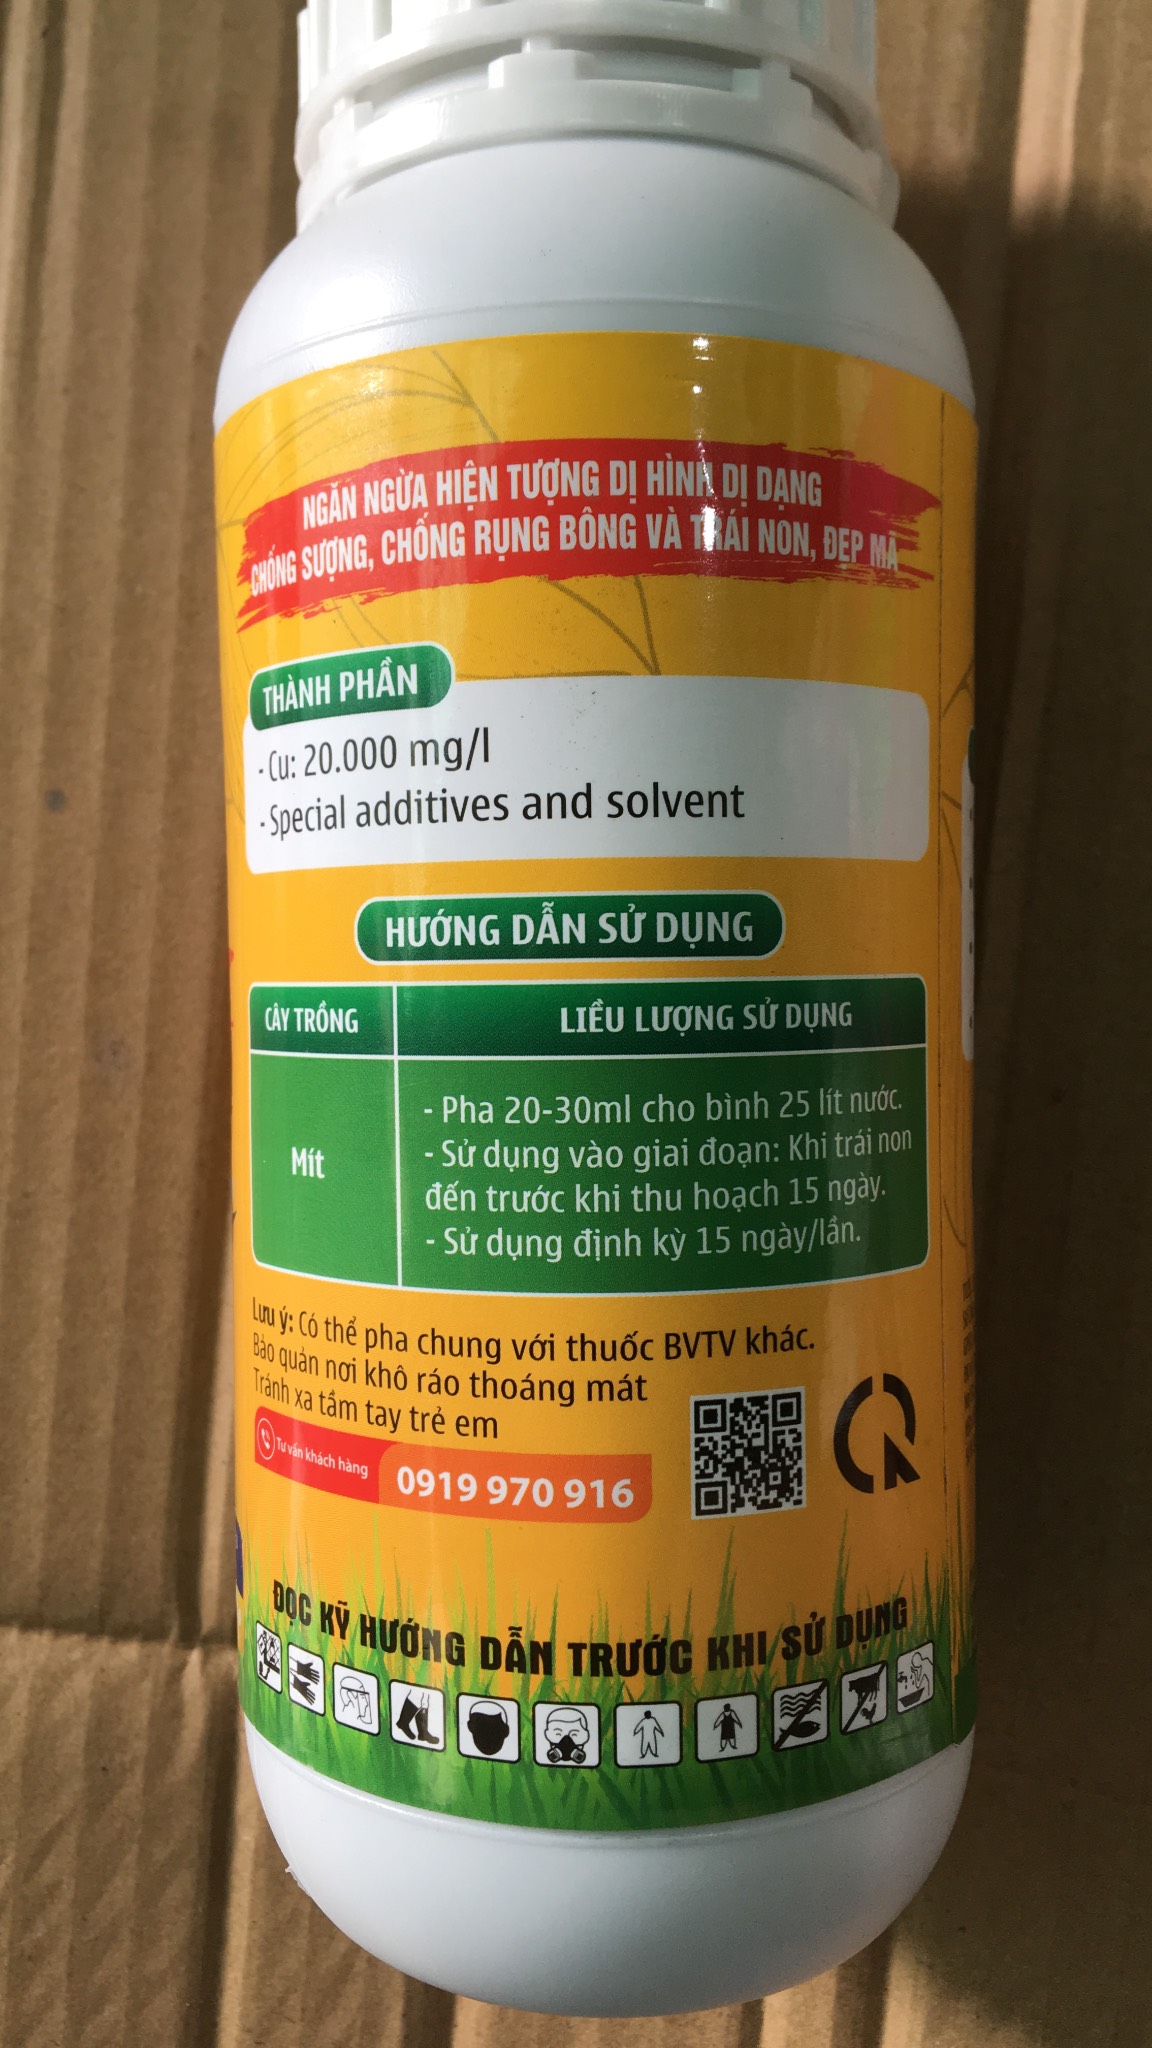 NGĂN NGỪA HIỆN TƯỢNG DỊ HÌNH DỊ DẠNG
CHỐNG SƯỢNG, CHỐNG RỤNG BÔNG VÀ TRÁI NON, ĐẸP MÃ
THÀNH PHẦN
- Cu: 20.000 mg/l
- Special additives and solvent
HƯỚNG DẪN SỬ DỤNG
CÂY TRỒNG
LIỀU LƯỢNG SỬ DỤNG
Mít
- Pha 20-30ml cho bình 25 lít nước.
- Sử dụng vào giai đoạn: Khi trái non
đến trước khi thu hoạch 15 ngày.
- Sử dụng định kỳ 15 ngày/lần.
Lưu ý: Có thể pha chung với thuốc BVTV khác.
Bảo quản nơi khô ráo thoáng mát
Tránh xa tầm tay trẻ em
Tư vấn khách hàng
0919 970 916
ĐỌC KỸ HƯỚNG DẪN TRƯỚC KHI SỬ DỤNG